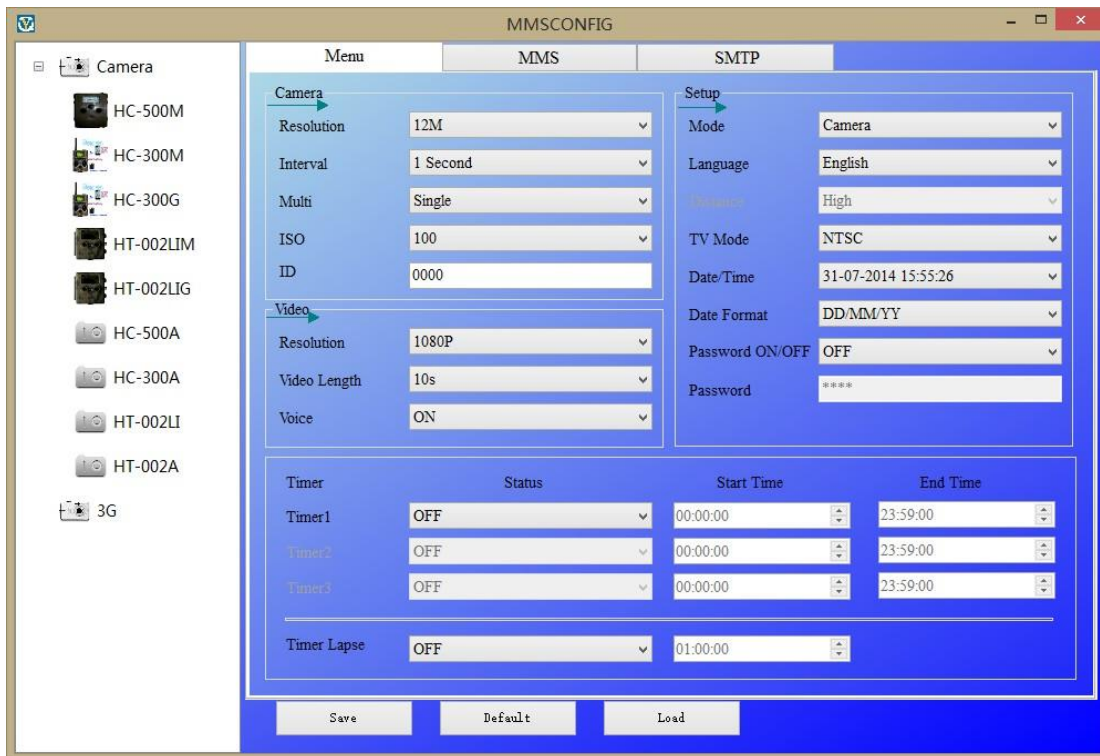 MMSCONFIG
Camera
HC-500M
HC-300M
HC-300G
HT-002LIM
HT-002LIG
HC-500A
HC-300A
HT-002LI
HT-002A
3G
Menu MMS SMTP
Camera
Resolution 12M
Interval 1 Second
Multi Single
ISO 100
ID 0000
Video
Resolution 1080P
Video Length 10s
Voice ON
Setup
Mode Camera
Language English
Distance High
TV Mode NTSC
Date/Time 31-07-2014 15:55:26
Date Format DD/MM/YY
Password ON/OFF OFF
Password ****
Timer Status Start Time End Time
Timer1 OFF 00:00:00 23:59:00
Timer2 OFF 00:00:00 23:59:00
Timer3 OFF 00:00:00 23:59:00
Timer Lapse OFF 01:00:00
Save Default Load